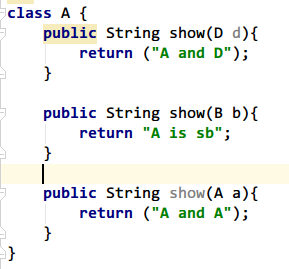 class A {
public String show(D d){
return ("A and D");
}
public String show(B b){
return "A is sb";
}
public String show(A a){
return ("A and A");
}
}